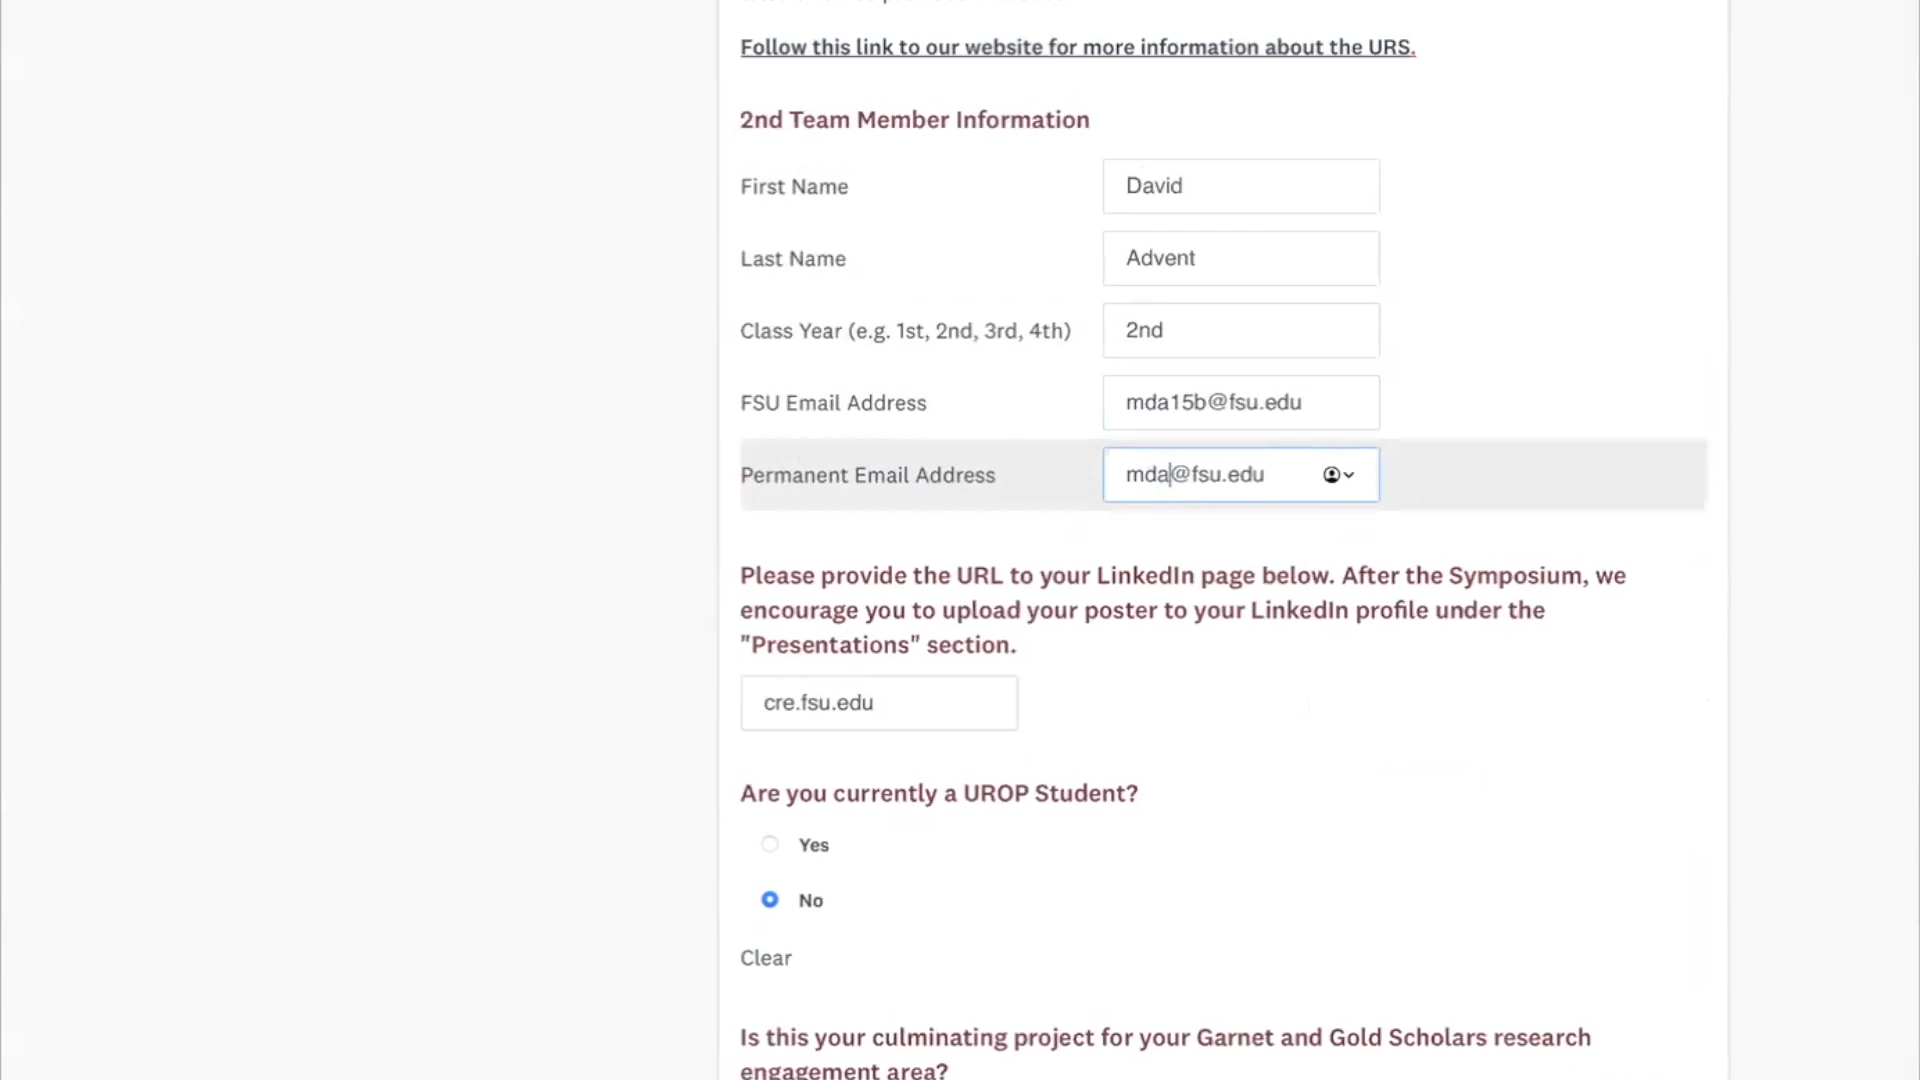 Follow this link to our website for more information about the URS.
2nd Team Member Information
First Name
David
Last Name
Advent
Class Year (e.g. 1st, 2nd, 3rd, 4th)
2nd
FSU Email Address
mda15b@fsu.edu
Permanent Email Address
mda@fsu.edu
Please provide the URL to your LinkedIn page below. After the Symposium, we
encourage you to upload your poster to your LinkedIn profile under the
"Presentations" section.
cre.fsu.edu
Are you currently a UROP Student?
Yes
No
Clear
Is this your culminating project for your Garnet and Gold Scholars research
engagement area?